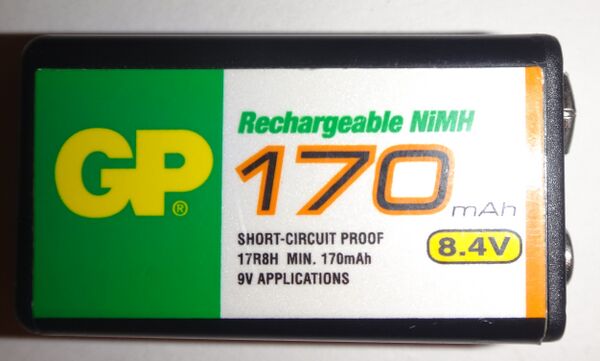 GP®
Rechargeable NiMH
170 mAh
8.4V
SHORT-CIRCUIT PROOF
17R8H MIN. 170mAh
9V APPLICATIONS